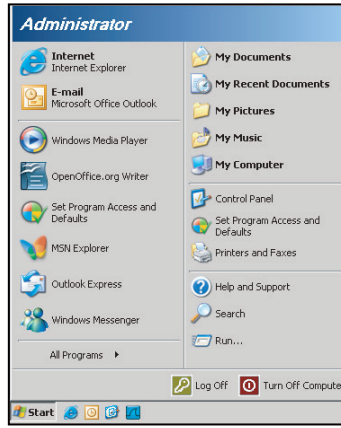 Administrator
Internet
Internet Explorer
E-mail
Microsoft Office Outlook
Windows Media Player
OpenOffice.org Writer
Set Program Access and
Defaults
MSN Explorer
Outlook Express
Windows Messenger
All Programs
My Documents
My Recent Documents
My Pictures
My Music
My Computer
Control Panel
Set Program Access and
Defaults
Printers and Faxes
Help and Support
Search
Run...
Log Off
Turn Off Compute
Start